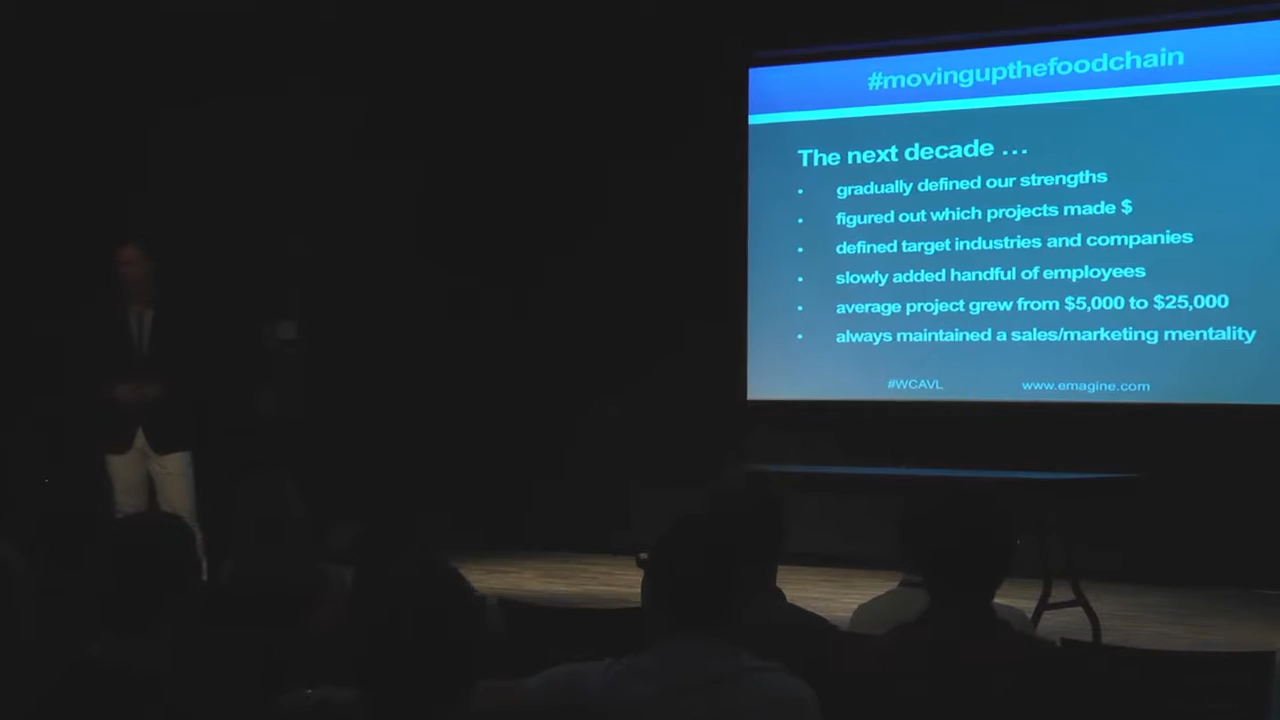 #movingupthefoodchain
The next decade …
• gradually defined our strengths
• figured out which projects made $
• defined target industries and companies
• slowly added handful of employees
• average project grew from $5,000 to $25,000
• always maintained a sales/marketing mentality
#WCAVL www.emagine.com